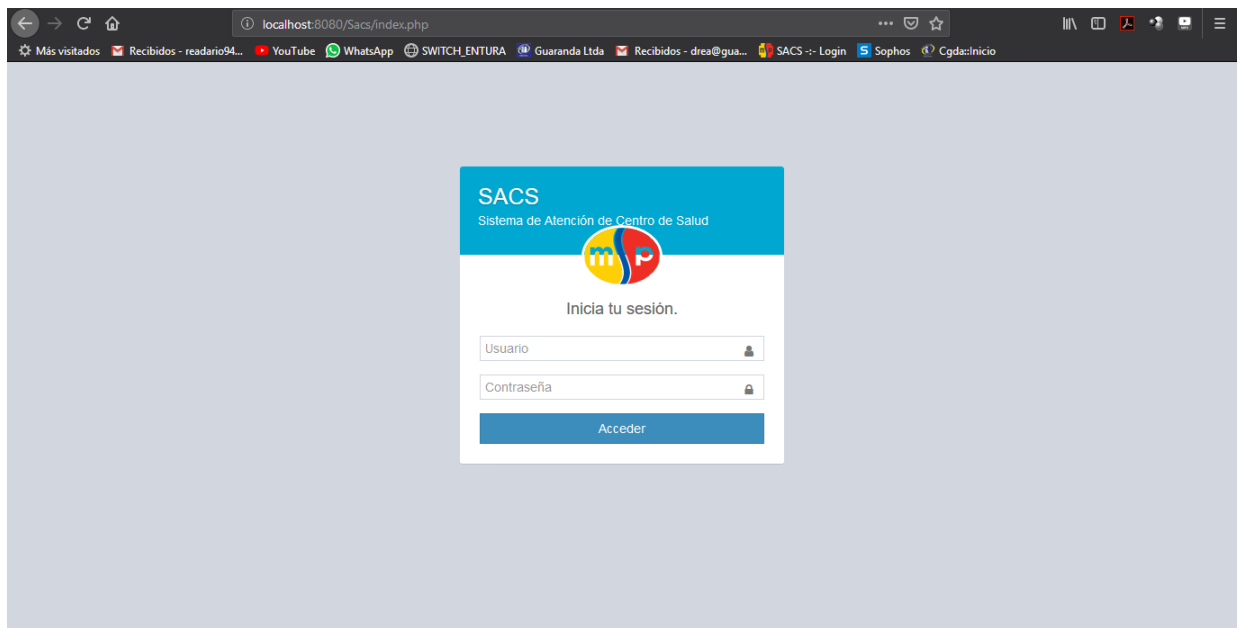 localhost:8080/Sacs/index.php
Más visitados Recibidos - readario94... YouTube WhatsApp SWITCH_ENTURA Guaranda Ltda Recibidos - drea@gua... SACS -:- Login Sophos Cgda::Inicio
SACS
Sistema de Atención de Centro de Salud
msp
Inicia tu sesión.
Usuario
Contraseña
Acceder